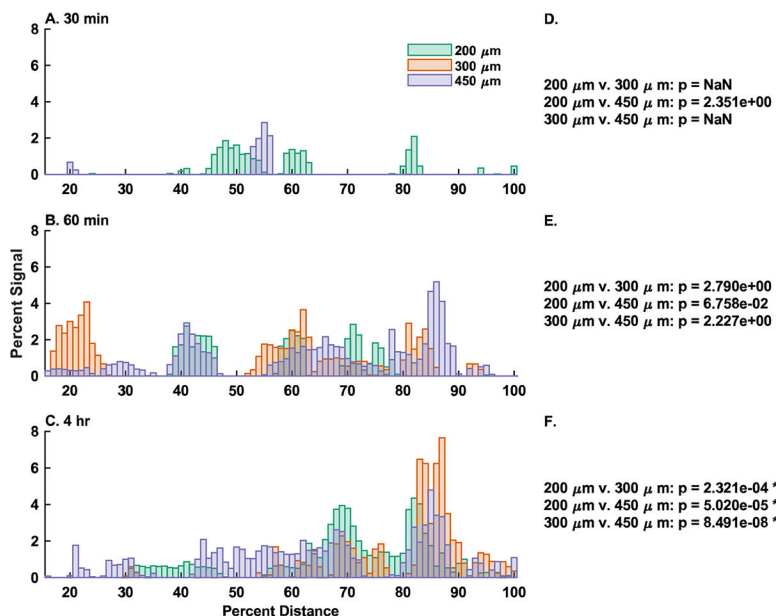 A. 30 min
D.
8
6
4
2
0
200 μm
300 μm
450 μm
20 30 40 50 60 70 80 90 100
200 μm v. 300 μ m: p = NaN
200 μm v. 450 μ m: p = 2.351e+00
300 μm v. 450 μ m: p = NaN
B. 60 min
E.
Percent Signal
8
6
4
2
0
20 30 40 50 60 70 80 90 100
200 μm v. 300 μ m: p = 2.790e+00
200 μm v. 450 μ m: p = 6.758e-02
300 μm v. 450 μ m: p = 2.227e+00
C. 4 hr
F.
8
6
4
2
0
20 30 40 50 60 70 80 90 100
Percent Distance
200 μm v. 300 μ m: p = 2.321e-04 *
200 μm v. 450 μ m: p = 5.020e-05 *
300 μm v. 450 μ m: p = 8.491e-08 *